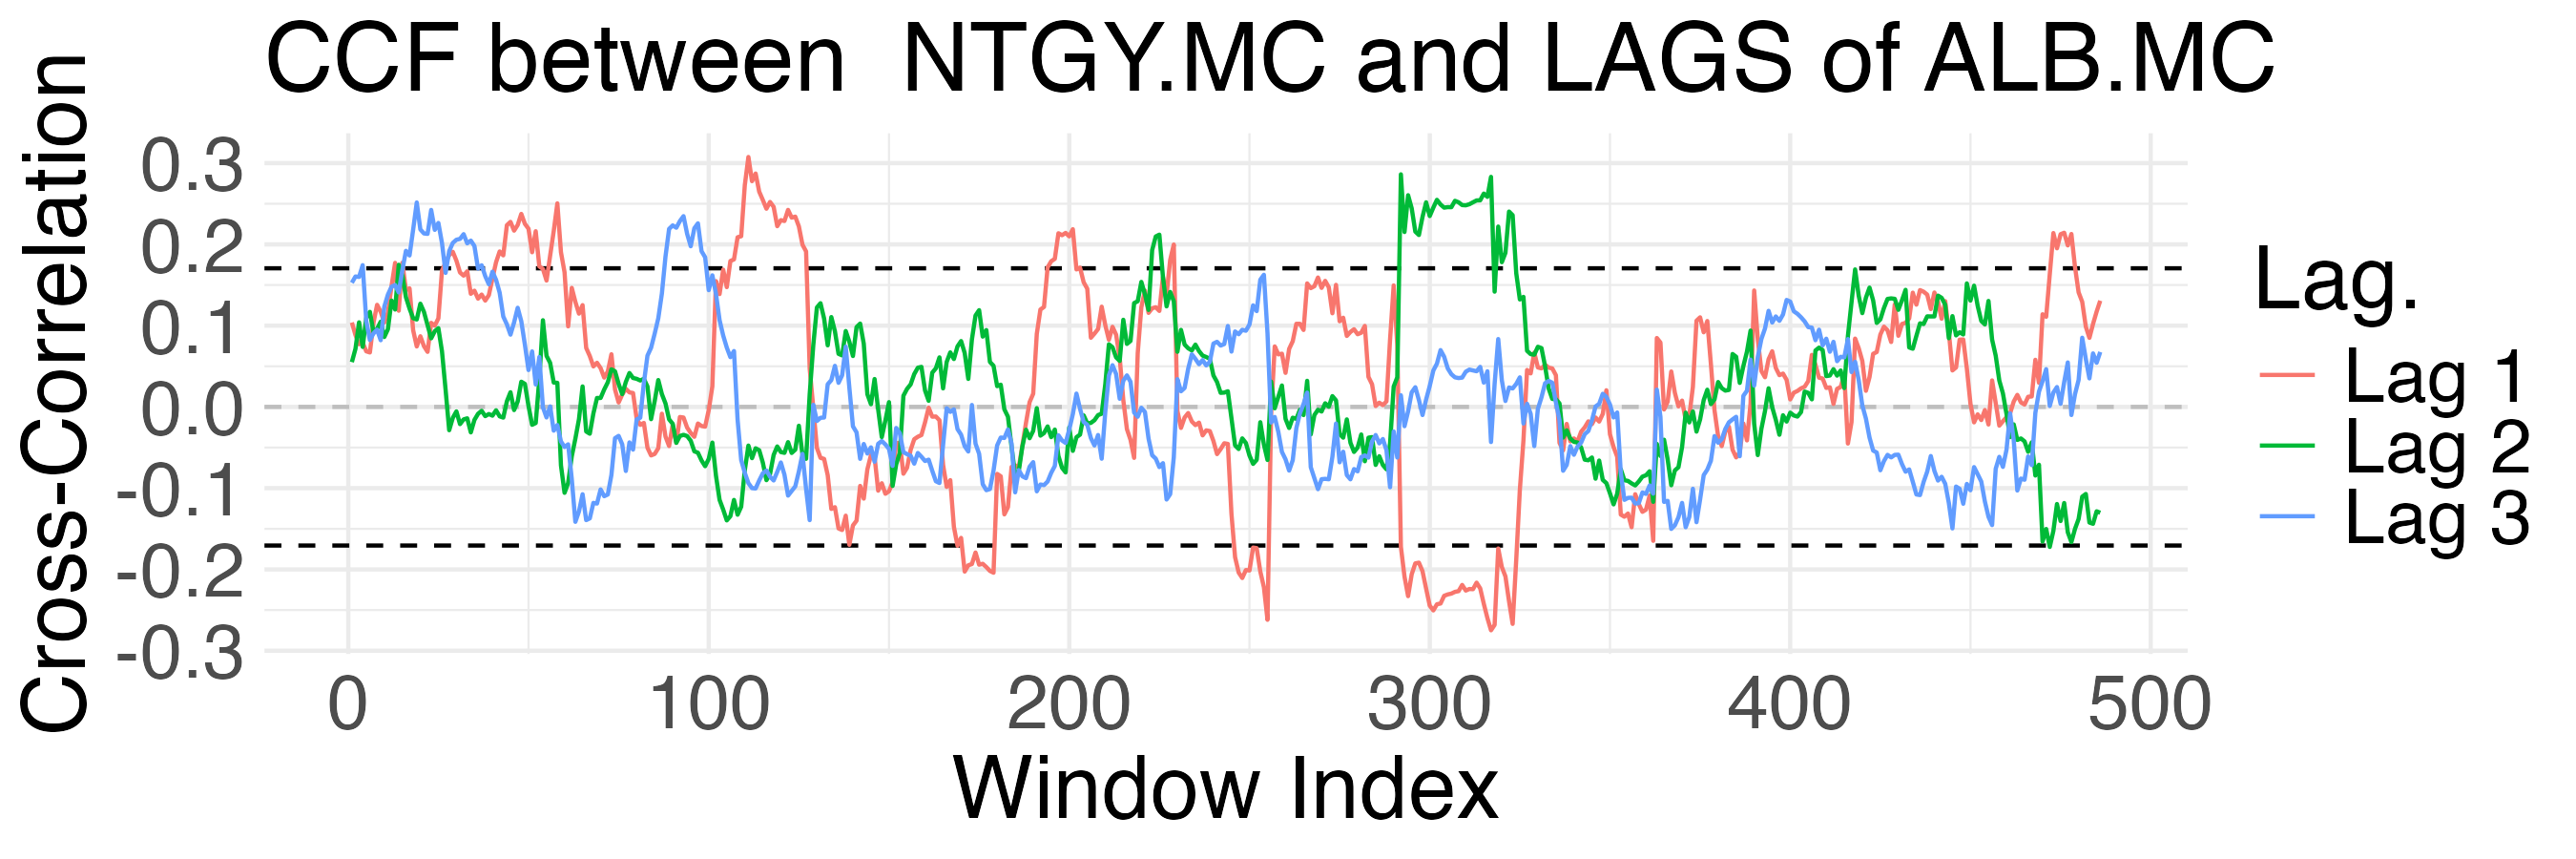 CCF between  NTGY.MC and LAGS of ALB.MC
Cross-Correlation
0.3
0.2
0.1
0.0
-0.1
-0.2
-0.3
0 100 200 300 400 500
Window Index
Lag.
Lag 1
Lag 2
Lag 3